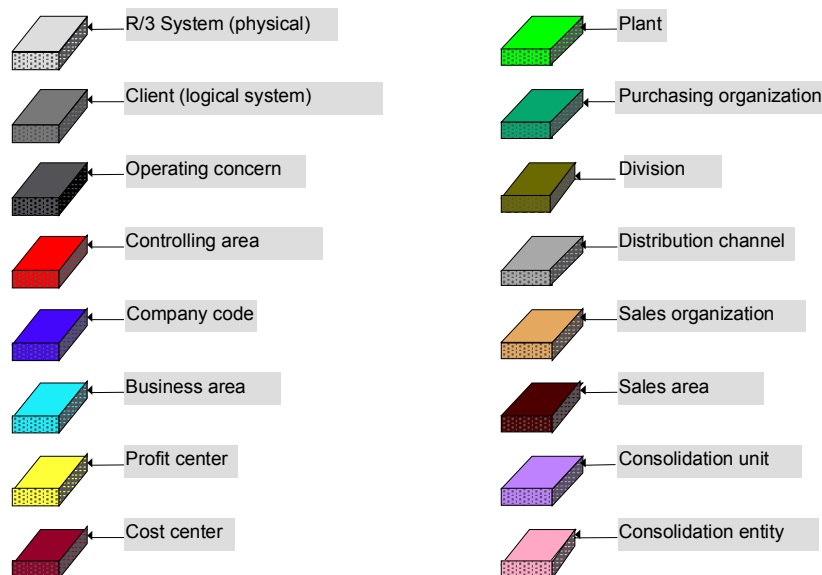 R/3 System (physical)
Client (logical system)
Operating concern
Controlling area
Company code
Business area
Profit center
Cost center
Plant
Purchasing organization
Division
Distribution channel
Sales organization
Sales area
Consolidation unit
Consolidation entity